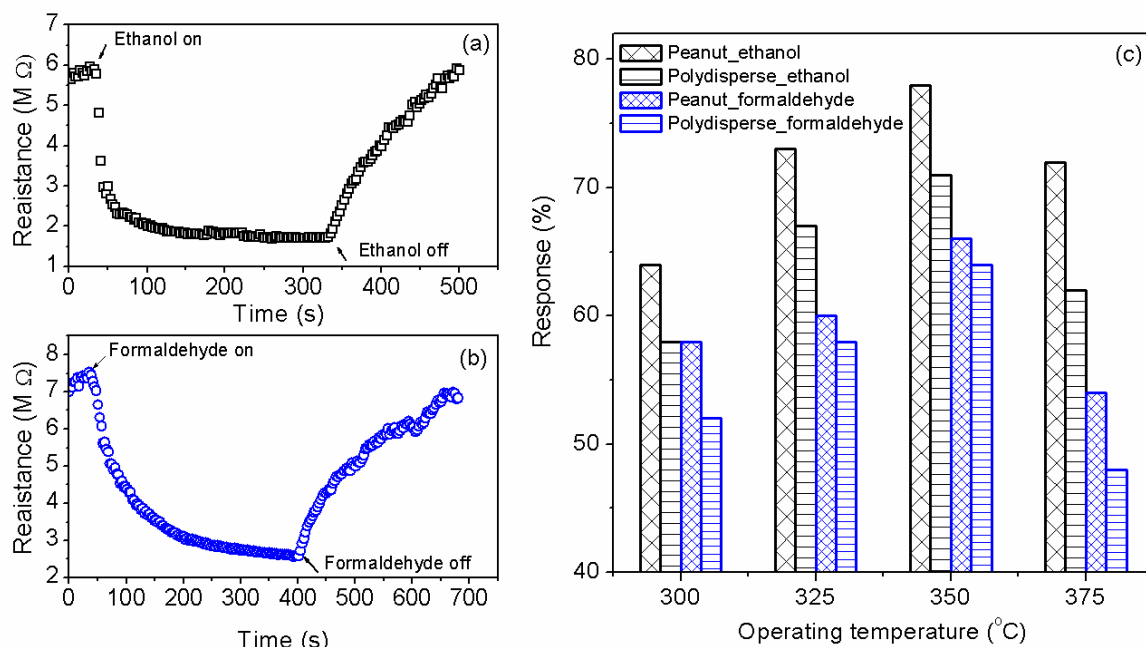 (a)
Ethanol on
Ethanol off
Reaistance (M Ω)
7
6
5
4
3
2
1
0 100 200 300 400 500
Time (s)
(b)
Formaldehyde on
Formaldehyde off
Reaistance (M Ω)
8
7
6
5
4
3
2
0 100 200 300 400 500 600 700
Time (s)
(c)
Peanut_ethanol
Polydisperse_ethanol
Peanut_formaldehyde
Polydisperse_formaldehyde
Response (%)
80
70
60
50
40
300 325 350 375
Operating temperature (°C)